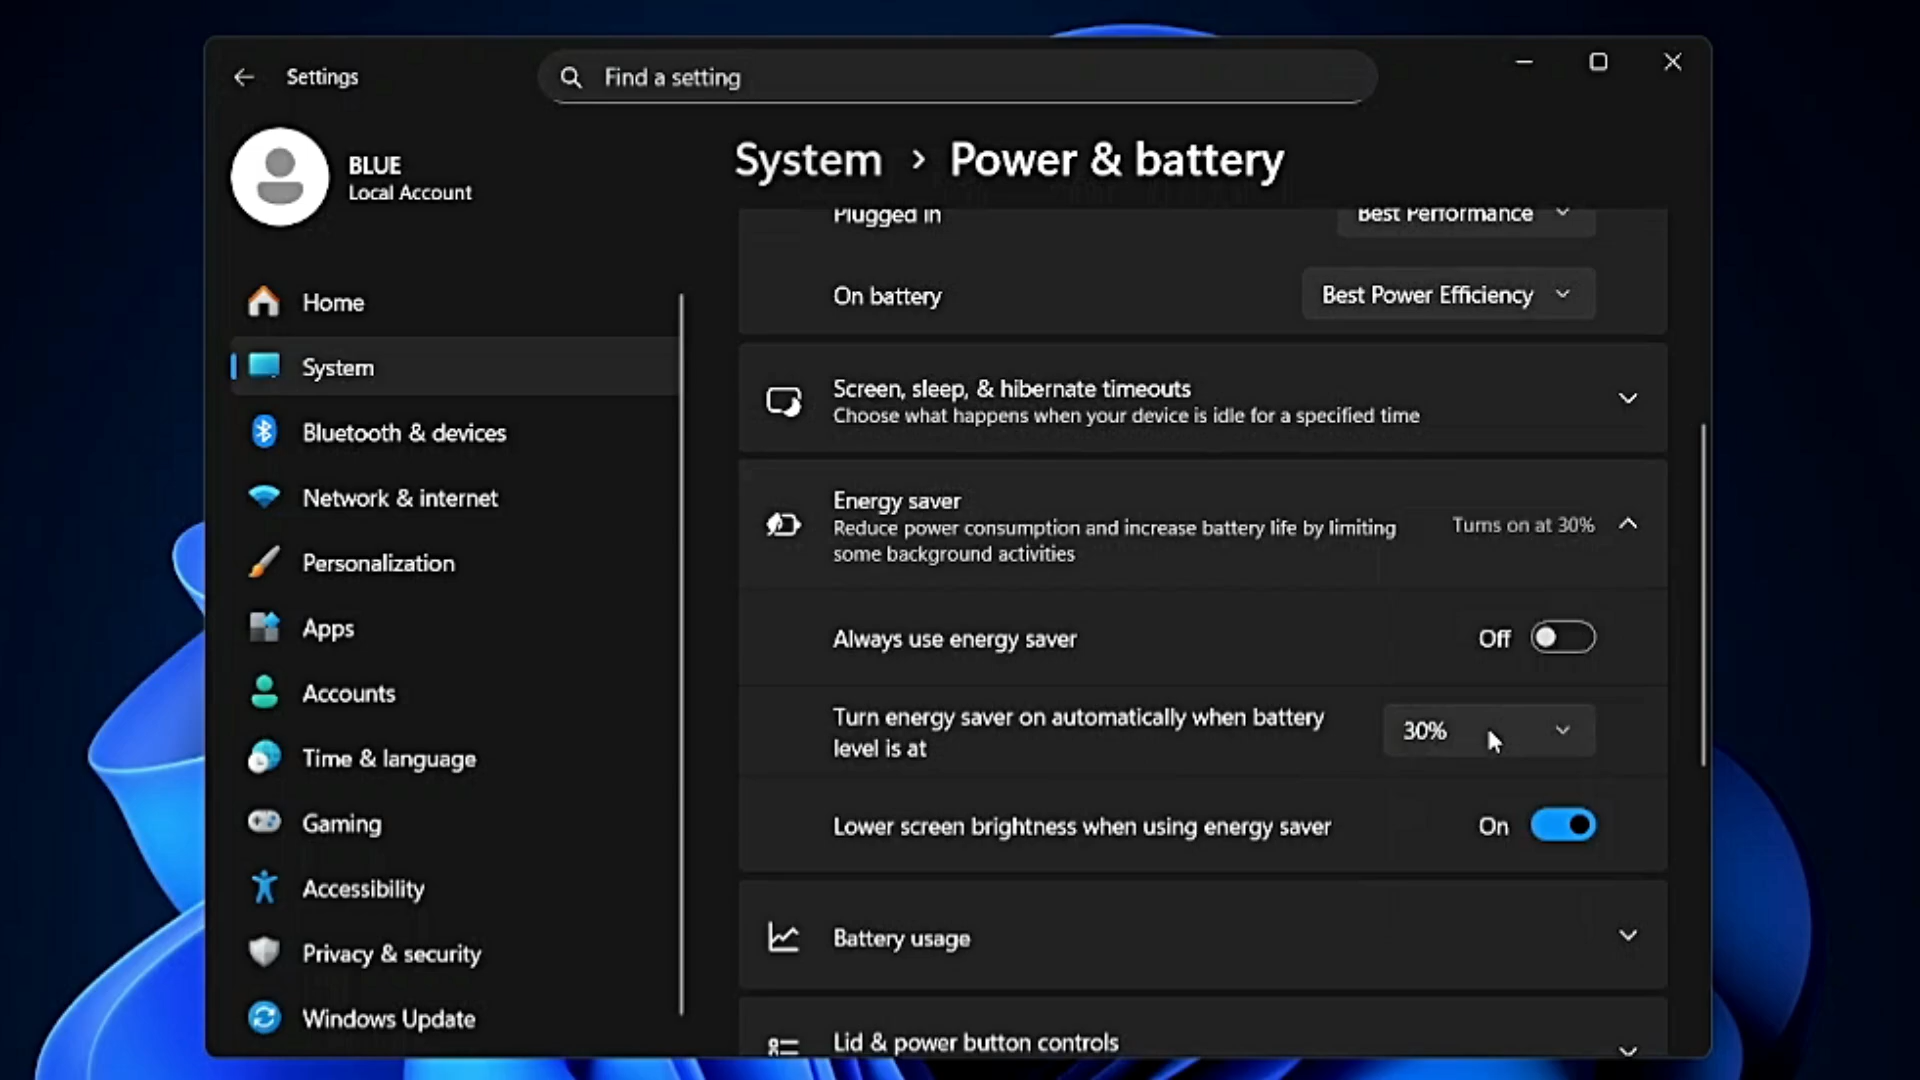 Settings
Find a setting
BLUE
Local Account
Home
System
Bluetooth & devices
Network & internet
Personalization
Apps
Accounts
Time & language
Gaming
Accessibility
Privacy & security
Windows Update
System > Power & battery
Plugged in
Best Performance
On battery
Best Power Efficiency
Screen, sleep, & hibernate timeouts
Choose what happens when your device is idle for a specified time
Energy saver
Reduce power consumption and increase battery life by limiting
some background activities
Turns on at 30%
Always use energy saver
Off
Turn energy saver on automatically when battery
level is at
30%
Lower screen brightness when using energy saver
On
Battery usage
Lid & power button controls